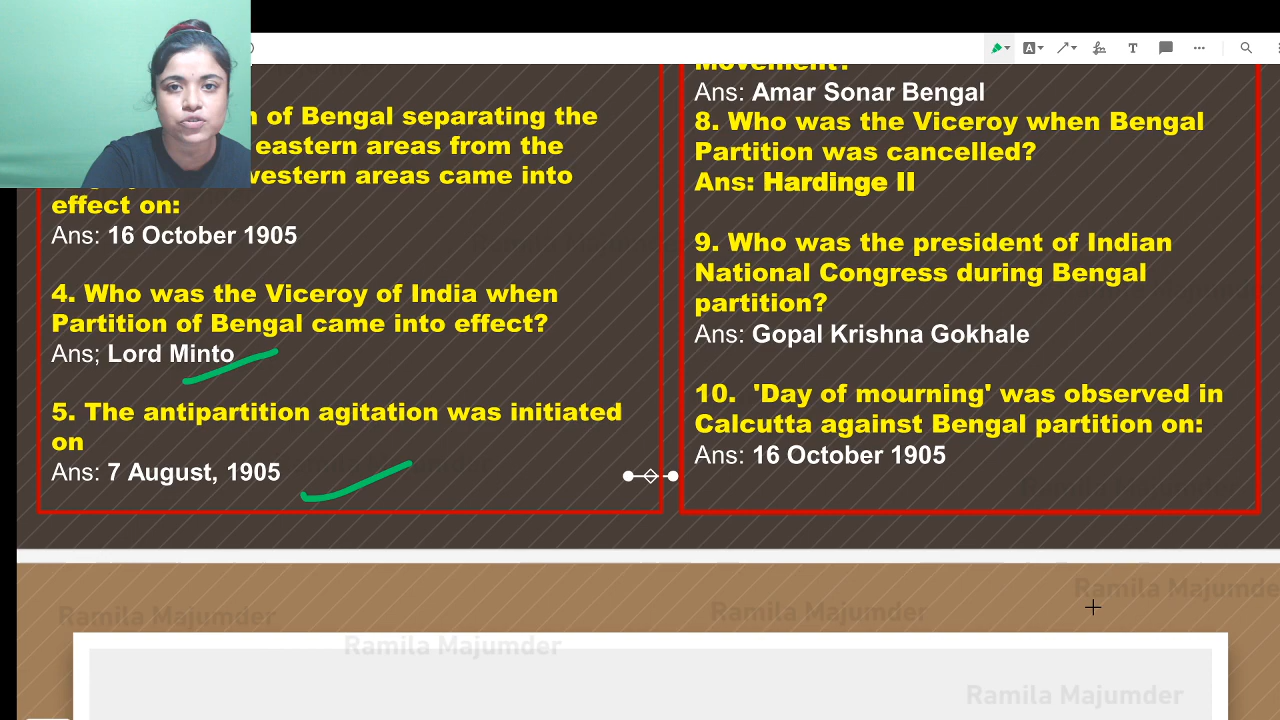 of Bengal separating the
eastern areas from the
western areas came into
effect on:
Ans: 16 October 1905
4. Who was the Viceroy of India when
Partition of Bengal came into effect?
Ans; Lord Minto
5. The antipartition agitation was initiated
on
Ans: 7 August, 1905
Movement?
Ans: Amar Sonar Bengal
8. Who was the Viceroy when Bengal
Partition was cancelled?
Ans: Hardinge II
9. Who was the president of Indian
National Congress during Bengal
partition?
Ans: Gopal Krishna Gokhale
10. 'Day of mourning' was observed in
Calcutta against Bengal partition on:
Ans: 16 October 1905
Ramila Majumder
Ramila Majumder
Ramila Majumder
Ramila Majumder
Ramila Majumder